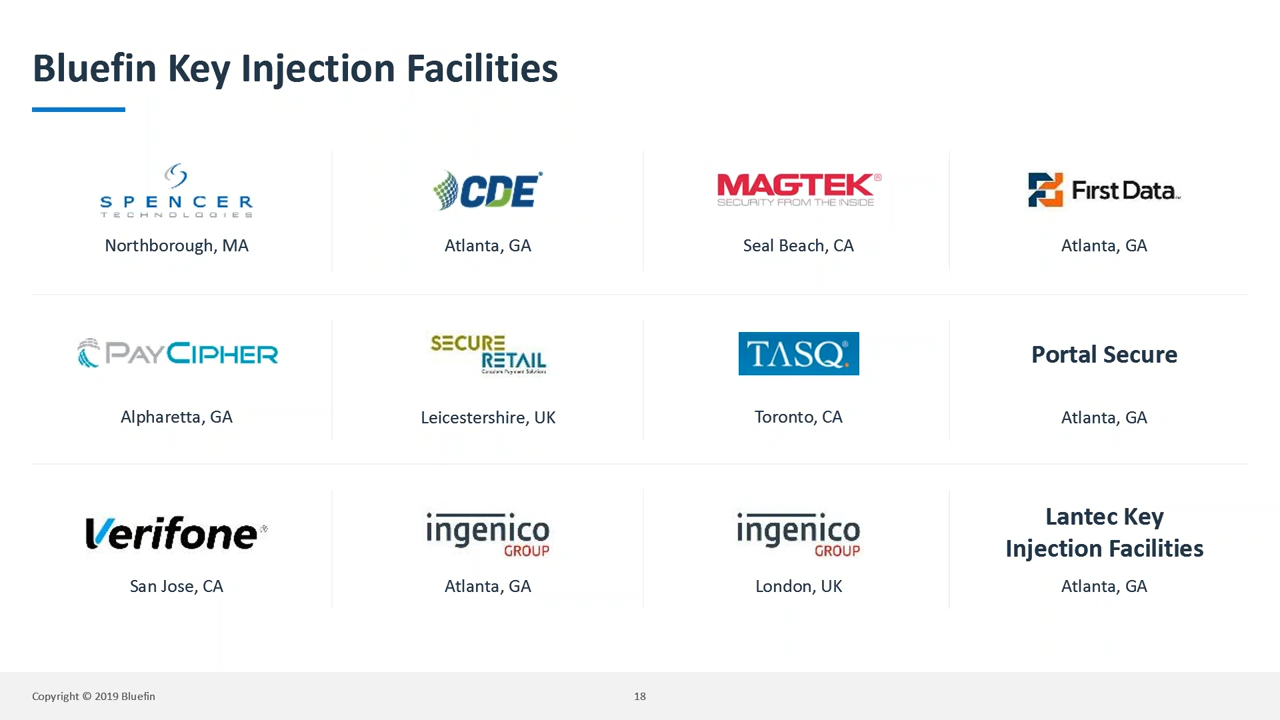 Bluefin Key Injection Facilities
SPENCER
TECHNOLOGIES
Northborough, MA
CDE®
Atlanta, GA
MAGTEK®
SECURITY FROM THE INSIDE
Seal Beach, CA
First Data
Atlanta, GA
PAYCIPHER
Alpharetta, GA
SECURE
RETAIL
Complete Payment Solutions
Leicestershire, UK
TASQ®
Toronto, CA
Portal Secure
Atlanta, GA
Verifone
San Jose, CA
ingenico
GROUP
Atlanta, GA
ingenico
GROUP
London, UK
Lantec Key
Injection Facilities
Atlanta, GA
Copyright © 2019 Bluefin
18